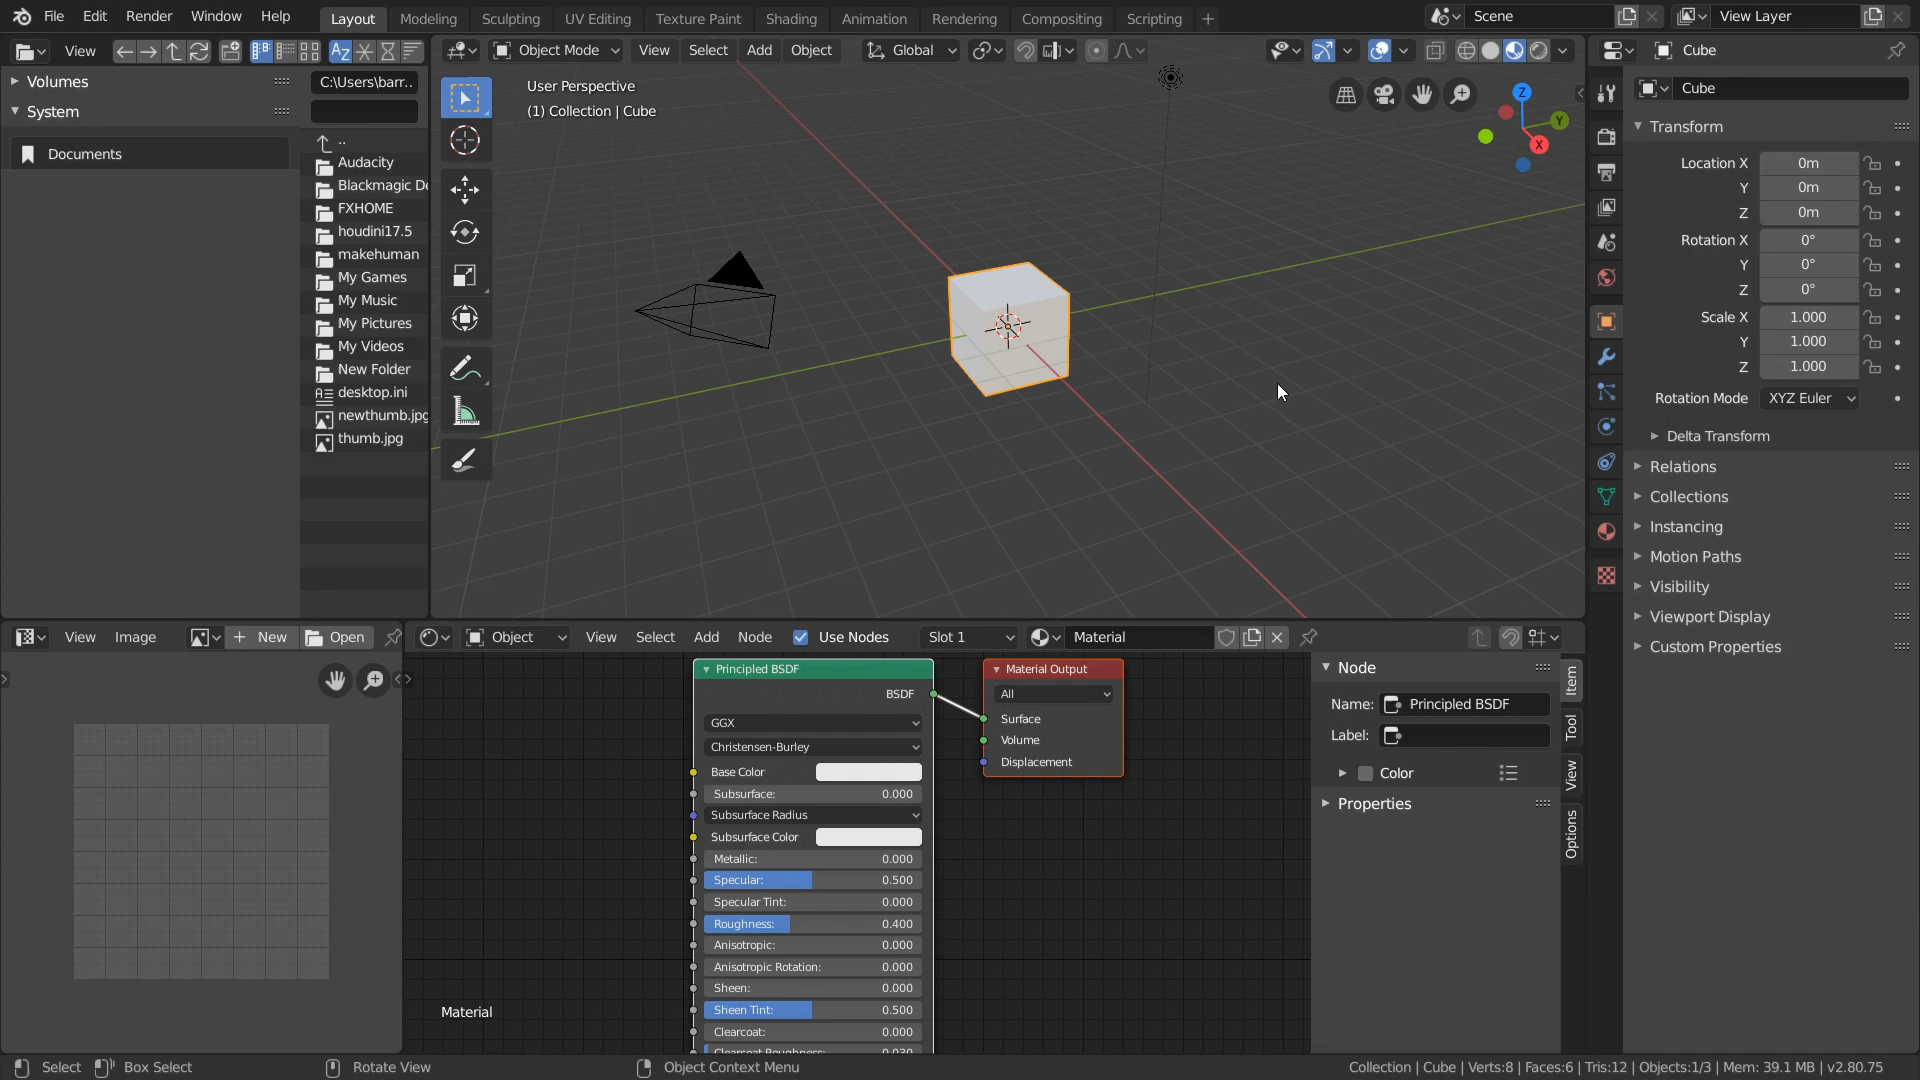 File Edit Render Window Help Layout Modeling Sculpting UV Editing Texture Paint Shading Animation Rendering Compositing Scripting + Scene View Layer
View Object Mode View Select Add Object Global Cube
Volumes C:\Users\barr..
System
Documents
..
Audacity
Blackmagic De
FXHOME
houdini17.5
makehuman
My Games
My Music
My Pictures
My Videos
New Folder
desktop.ini
newthumb.jpg
thumb.jpg
User Perspective
(1) Collection | Cube
Z
Y
X
Cube
Transform
Location X 0m
Y 0m
Z 0m
Rotation X 0°
Y 0°
Z 0°
Scale X 1.000
Y 1.000
Z 1.000
Rotation Mode XYZ Euler
Delta Transform
Relations
Collections
Instancing
Motion Paths
Visibility
Viewport Display
Custom Properties
View Image + New Open
Object View Select Add Node Use Nodes Slot 1 Material
Principled BSDF
BSDF
GGX
Christensen-Burley
Base Color
Subsurface: 0.000
Subsurface Radius
Subsurface Color
Metallic: 0.000
Specular: 0.500
Specular Tint: 0.000
Roughness: 0.400
Anisotropic: 0.000
Anisotropic Rotation: 0.000
Sheen: 0.000
Sheen Tint: 0.500
Clearcoat: 0.000
Clearcoat Roughness: 0.030
Material Output
All
Surface
Volume
Displacement
Material
Node
Name: Principled BSDF
Label:
Color
Properties
Item
Tool
View
Options
Select Box Select Rotate View Object Context Menu Collection | Cube | Verts:8 | Faces:6 | Tris:12 | Objects:1/3 | Mem: 39.1 MB | v2.80.75